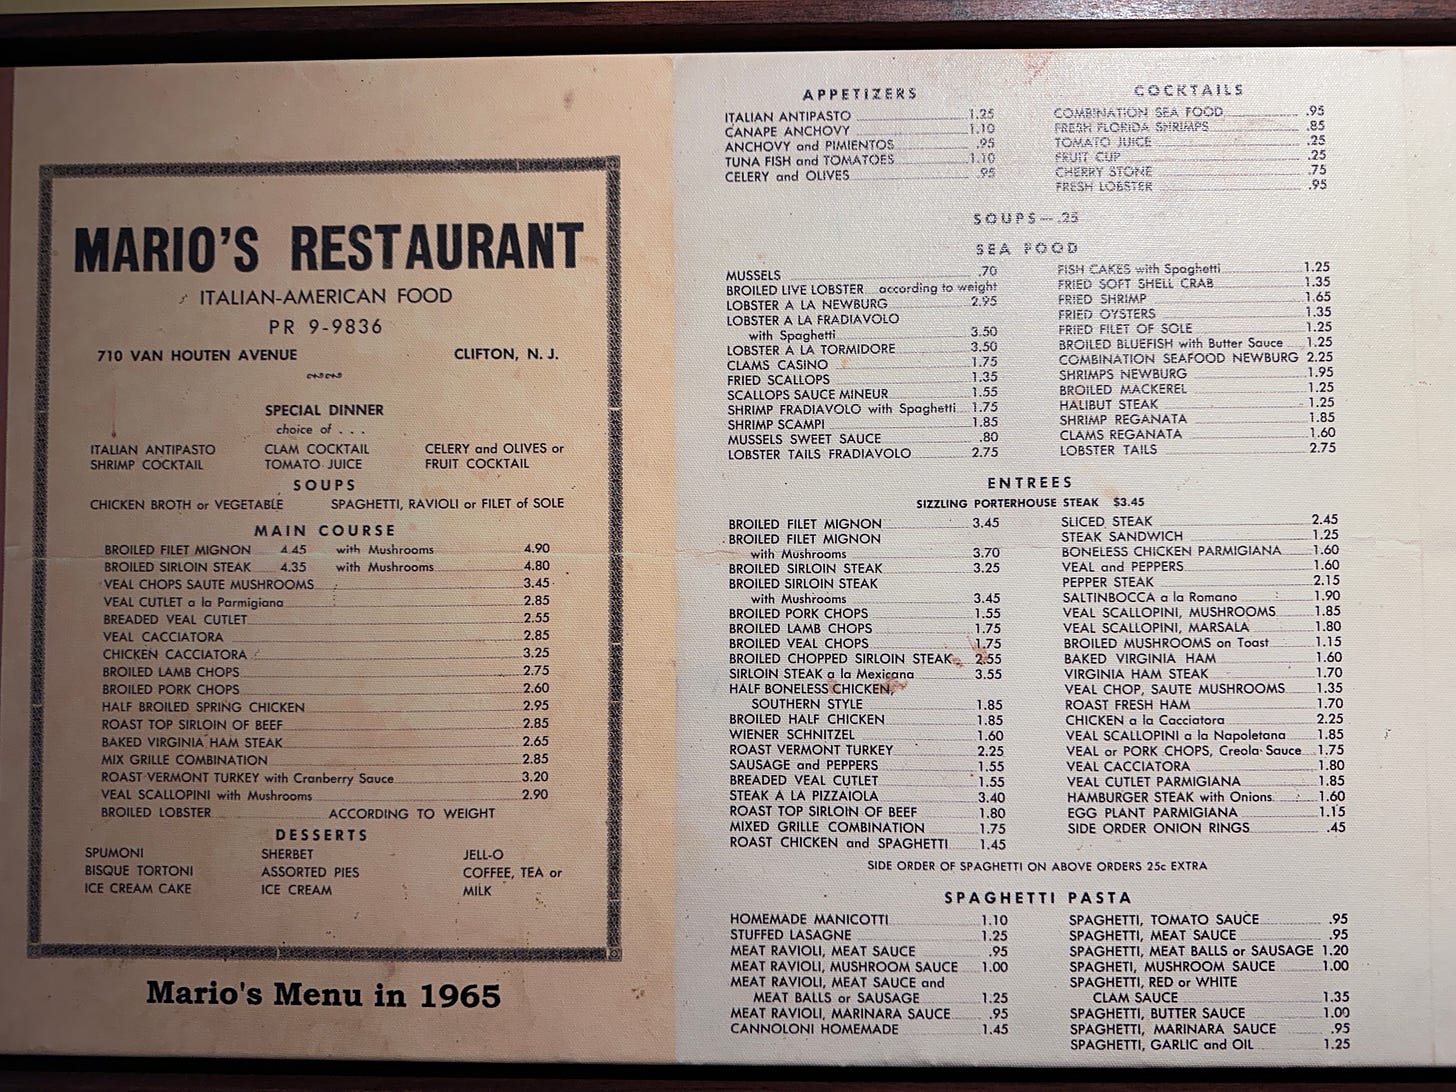 MARIO'S RESTAURANT
ITALIAN-AMERICAN FOOD
PR 9-9836
710 VAN HOUTEN AVENUE CLIFTON, N. J.
SPECIAL DINNER
choice of . . .
ITALIAN ANTIPASTO CLAM COCKTAIL CELERY and OLIVES or
SHRIMP COCKTAIL TOMATO JUICE FRUIT COCKTAIL
SOUPS
CHICKEN BROTH or VEGETABLE SPAGHETTI, RAVIOLI or FILET of SOLE
MAIN COURSE
BROILED FILET MIGNON 4.45 with Mushrooms 4.90
BROILED SIRLOIN STEAK 4.35 with Mushrooms 4.80
VEAL CHOPS SAUTE MUSHROOMS 3.45
VEAL CUTLET a la Parmigiana 2.85
BREADED VEAL CUTLET 2.55
VEAL CACCIATORA 2.85
CHICKEN CACCIATORA 3.25
BROILED LAMB CHOPS 2.75
BROILED PORK CHOPS 2.60
HALF BROILED SPRING CHICKEN 2.95
ROAST TOP SIRLOIN OF BEEF 2.85
BAKED VIRGINIA HAM STEAK 2.65
MIX GRILLE COMBINATION 2.85
ROAST VERMONT TURKEY with Cranberry Sauce 3.20
VEAL SCALLOPINI with Mushrooms 2.90
BROILED LOBSTER ACCORDING TO WEIGHT
DESSERTS
SPUMONI SHERBET JELL-O
BISQUE TORTONI ASSORTED PIES COFFEE, TEA or
ICE CREAM CAKE ICE CREAM MILK
Mario's Menu in 1965
APPETIZERS
ITALIAN ANTIPASTO 1.25
CANAPE ANCHOVY 1.10
ANCHOVY and PIMIENTOS .95
TUNA FISH and TOMATOES 1.10
CELERY and OLIVES .95
COCKTAILS
COMBINATION SEA FOOD .95
FRESH FLORIDA SHRIMPS .85
TOMATO JUICE .25
FRUIT CUP .25
CHERRY STONE .75
FRESH LOBSTER .95
SOUPS — .25
SEA FOOD
MUSSELS .70
BROILED LIVE LOBSTER according to weight
LOBSTER A LA NEWBURG 2.95
LOBSTER A LA FRADIAVOLO
with Spaghetti 3.50
LOBSTER A LA TORMIDORE 3.50
CLAMS CASINO 1.75
FRIED SCALLOPS 1.35
SCALLOPS SAUCE MINEUR 1.55
SHRIMP FRADIAVOLO with Spaghetti 1.75
SHRIMP SCAMPI 1.85
MUSSELS SWEET SAUCE .80
LOBSTER TAILS FRADIAVOLO 2.75
FISH CAKES with Spaghetti 1.25
FRIED SOFT SHELL CRAB 1.35
FRIED SHRIMP 1.65
FRIED OYSTERS 1.35
FRIED FILET OF SOLE 1.25
BROILED BLUEFISH with Butter Sauce 1.25
COMBINATION SEAFOOD NEWBURG 2.25
SHRIMPS NEWBURG 1.95
BROILED MACKEREL 1.25
HALIBUT STEAK 1.25
SHRIMP REGANATA 1.85
CLAMS REGANATA 1.60
LOBSTER TAILS 2.75
ENTREES
SIZZLING PORTERHOUSE STEAK $3.45
BROILED FILET MIGNON 3.45
BROILED FILET MIGNON
with Mushrooms 3.70
BROILED SIRLOIN STEAK 3.25
BROILED SIRLOIN STEAK
with Mushrooms 3.45
BROILED PORK CHOPS 1.55
BROILED LAMB CHOPS 1.75
BROILED VEAL CHOPS 1.75
BROILED CHOPPED SIRLOIN STEAK 2.55
SIRLOIN STEAK a la Mexicana 3.55
HALF BONELESS CHICKEN,
SOUTHERN STYLE 1.85
BROILED HALF CHICKEN 1.85
WIENER SCHNITZEL 1.60
ROAST VERMONT TURKEY 2.25
SAUSAGE and PEPPERS 1.55
BREADED VEAL CUTLET 1.55
STEAK A LA PIZZAIOLA 3.40
ROAST TOP SIRLOIN OF BEEF 1.80
MIXED GRILLE COMBINATION 1.75
ROAST CHICKEN and SPAGHETTI 1.45
SLICED STEAK 2.45
STEAK SANDWICH 1.25
BONELESS CHICKEN PARMIGIANA 1.60
VEAL and PEPPERS 1.60
PEPPER STEAK 2.15
SALTINBOCCA a la Romano 1.90
VEAL SCALLOPINI, MUSHROOMS 1.85
VEAL SCALLOPINI, MARSALA 1.80
BROILED MUSHROOMS on Toast 1.15
BAKED VIRGINIA HAM 1.60
VIRGINIA HAM STEAK 1.70
VEAL CHOP, SAUTE MUSHROOMS 1.35
ROAST FRESH HAM 1.70
CHICKEN a la Cacciatora 2.25
VEAL SCALLOPINI a la Napoletana 1.85
VEAL or PORK CHOPS, Creola Sauce 1.75
VEAL CACCIATORA 1.80
VEAL CUTLET PARMIGIANA 1.85
HAMBURGER STEAK with Onions 1.60
EGG PLANT PARMIGIANA 1.15
SIDE ORDER ONION RINGS .45
SIDE ORDER OF SPAGHETTI ON ABOVE ORDERS 25c EXTRA
SPAGHETTI PASTA
HOMEMADE MANICOTTI 1.10
STUFFED LASAGNE 1.25
MEAT RAVIOLI, MEAT SAUCE .95
MEAT RAVIOLI, MUSHROOM SAUCE 1.00
MEAT RAVIOLI, MEAT SAUCE and
MEAT BALLS or SAUSAGE 1.25
MEAT RAVIOLI, MARINARA SAUCE .95
CANNOLONI HOMEMADE 1.45
SPAGHETTI, TOMATO SAUCE .95
SPAGHETTI, MEAT SAUCE .95
SPAGHETTI, MEAT BALLS or SAUSAGE 1.20
SPAGHETI, MUSHROOM SAUCE 1.00
SPAGHETTI, RED or WHITE
CLAM SAUCE 1.35
SPAGHETTI, BUTTER SAUCE 1.00
SPAGHETTI, MARINARA SAUCE .95
SPAGHETTI, GARLIC and OIL 1.25